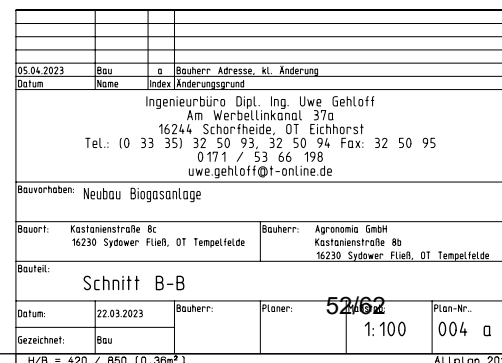 05.04.2023 Bau a Bauherr Adresse, kl. Änderung
Datum Name Index Änderungsgrund
Ingenieurbüro Dipl. Ing. Uwe Gehloff
Am Werbellinkanal 37a
16244 Schorfheide, OT Eichhorst
Tel.: (0 33 35) 32 50 93, 32 50 94 Fax: 32 50 95
0171 / 53 66 198
uwe.gehloff@t-online.de
Bauvorhaben: Neubau Biogasanlage
Bauort: Kastanienstraße 8c
16230 Sydower Fließ, OT Tempelfelde
Bauherr: Agronomia GmbH
Kastanienstraße 8b
16230 Sydower Fließ, OT Tempelfelde
Bauteil:
Schnitt B-B
Datum: 22.03.2023 Bauherr: Planer: 52/62 Plan-Nr..
1:100 004 a
Gezeichnet: Bau
H/B = 420 / 850 (0.36m²) Allplan 20